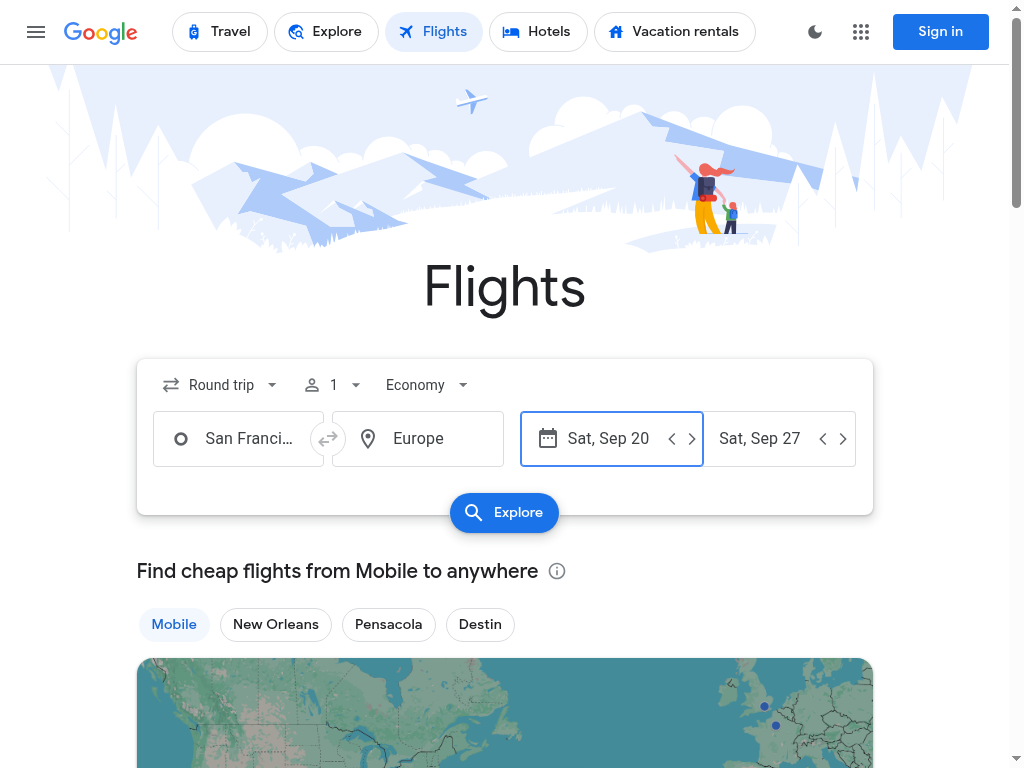 Google
Travel
Explore
Flights
Hotels
Vacation rentals
Sign in
Flights
Round trip
1
Economy
San Franci...
Europe
Sat, Sep 20
Sat, Sep 27
Explore
Find cheap flights from Mobile to anywhere
Mobile
New Orleans
Pensacola
Destin